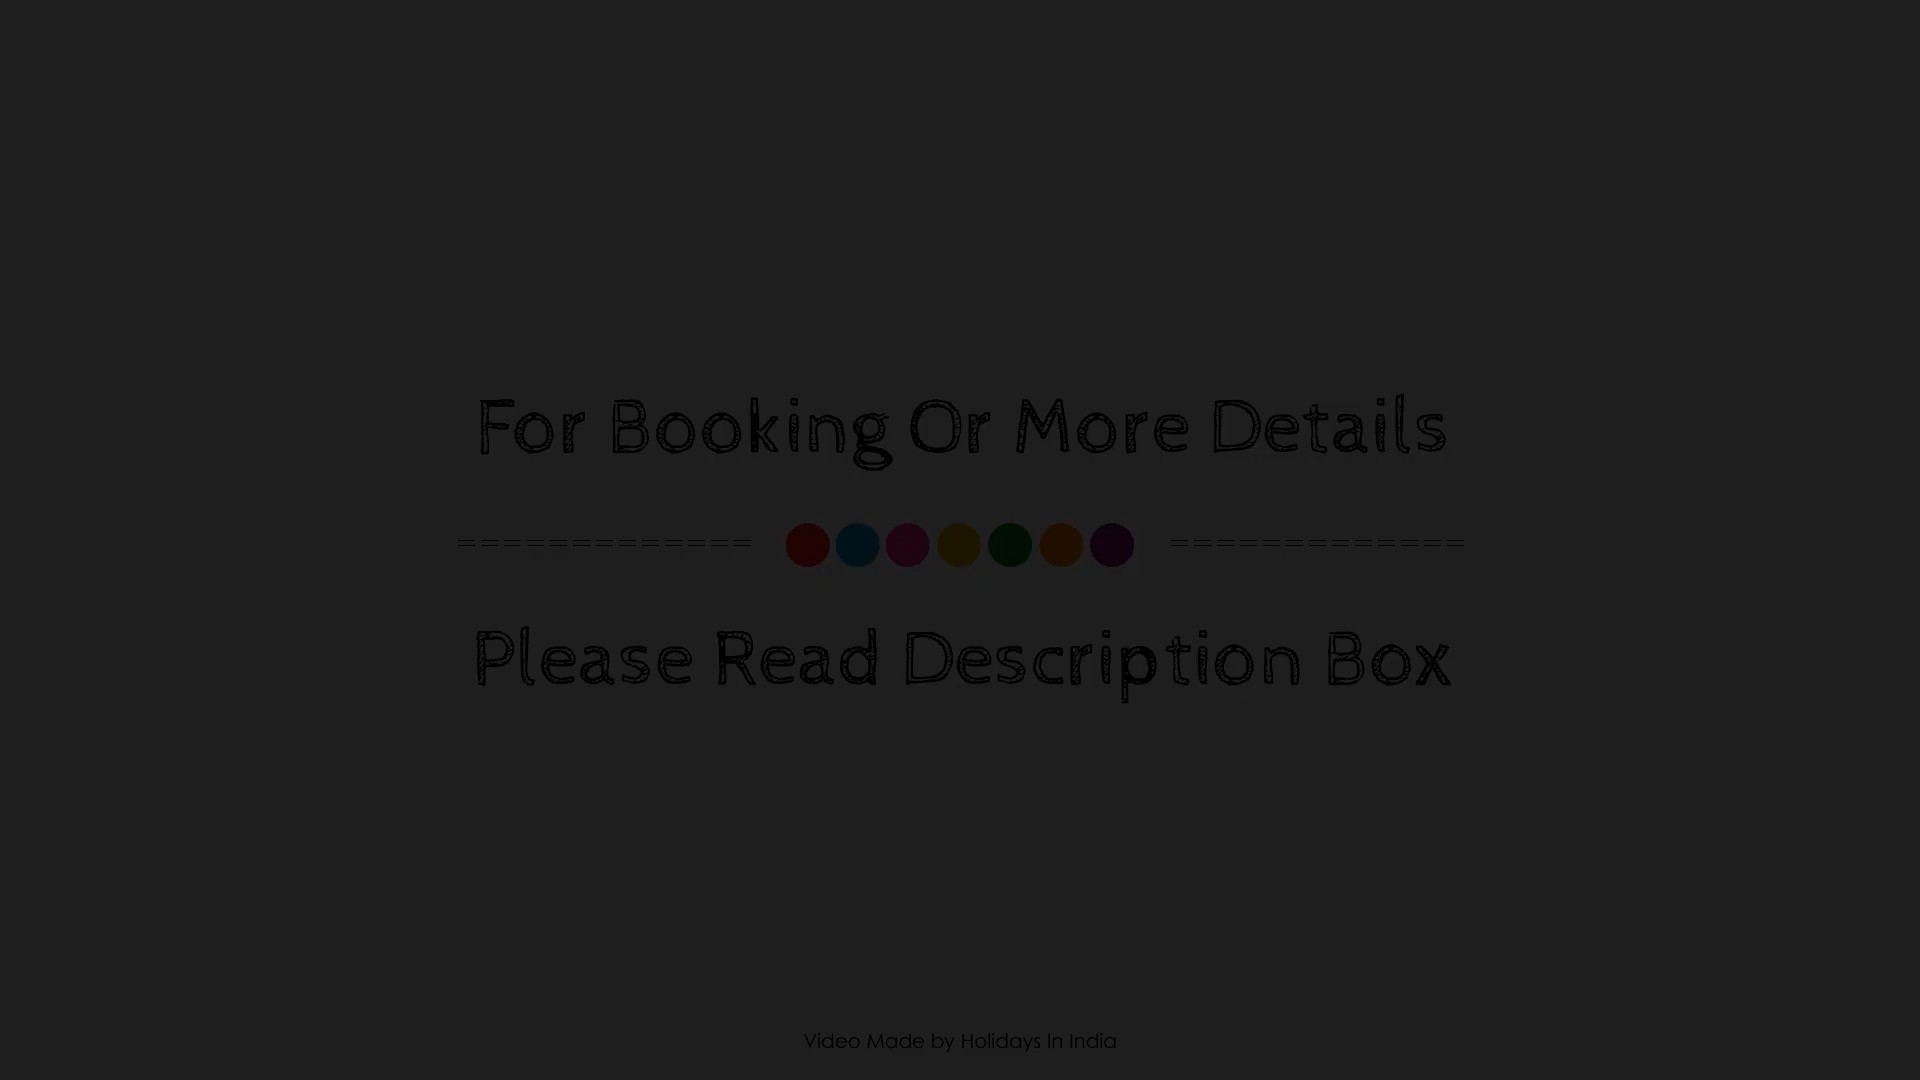 For Booking Or More Details
============= =============
Please Read Description Box
Video Made by Holidays In India